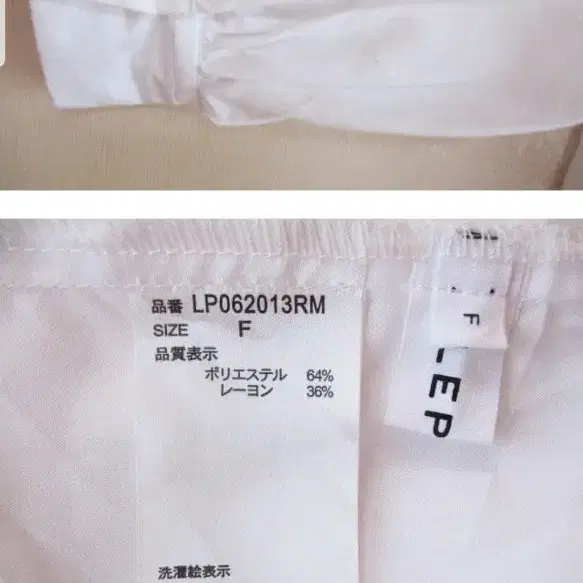 品番 LP062013RM
SIZE F
品質表示
ポリエステル 64%
レーヨン 36%
洗濯絵表示
F
LEP